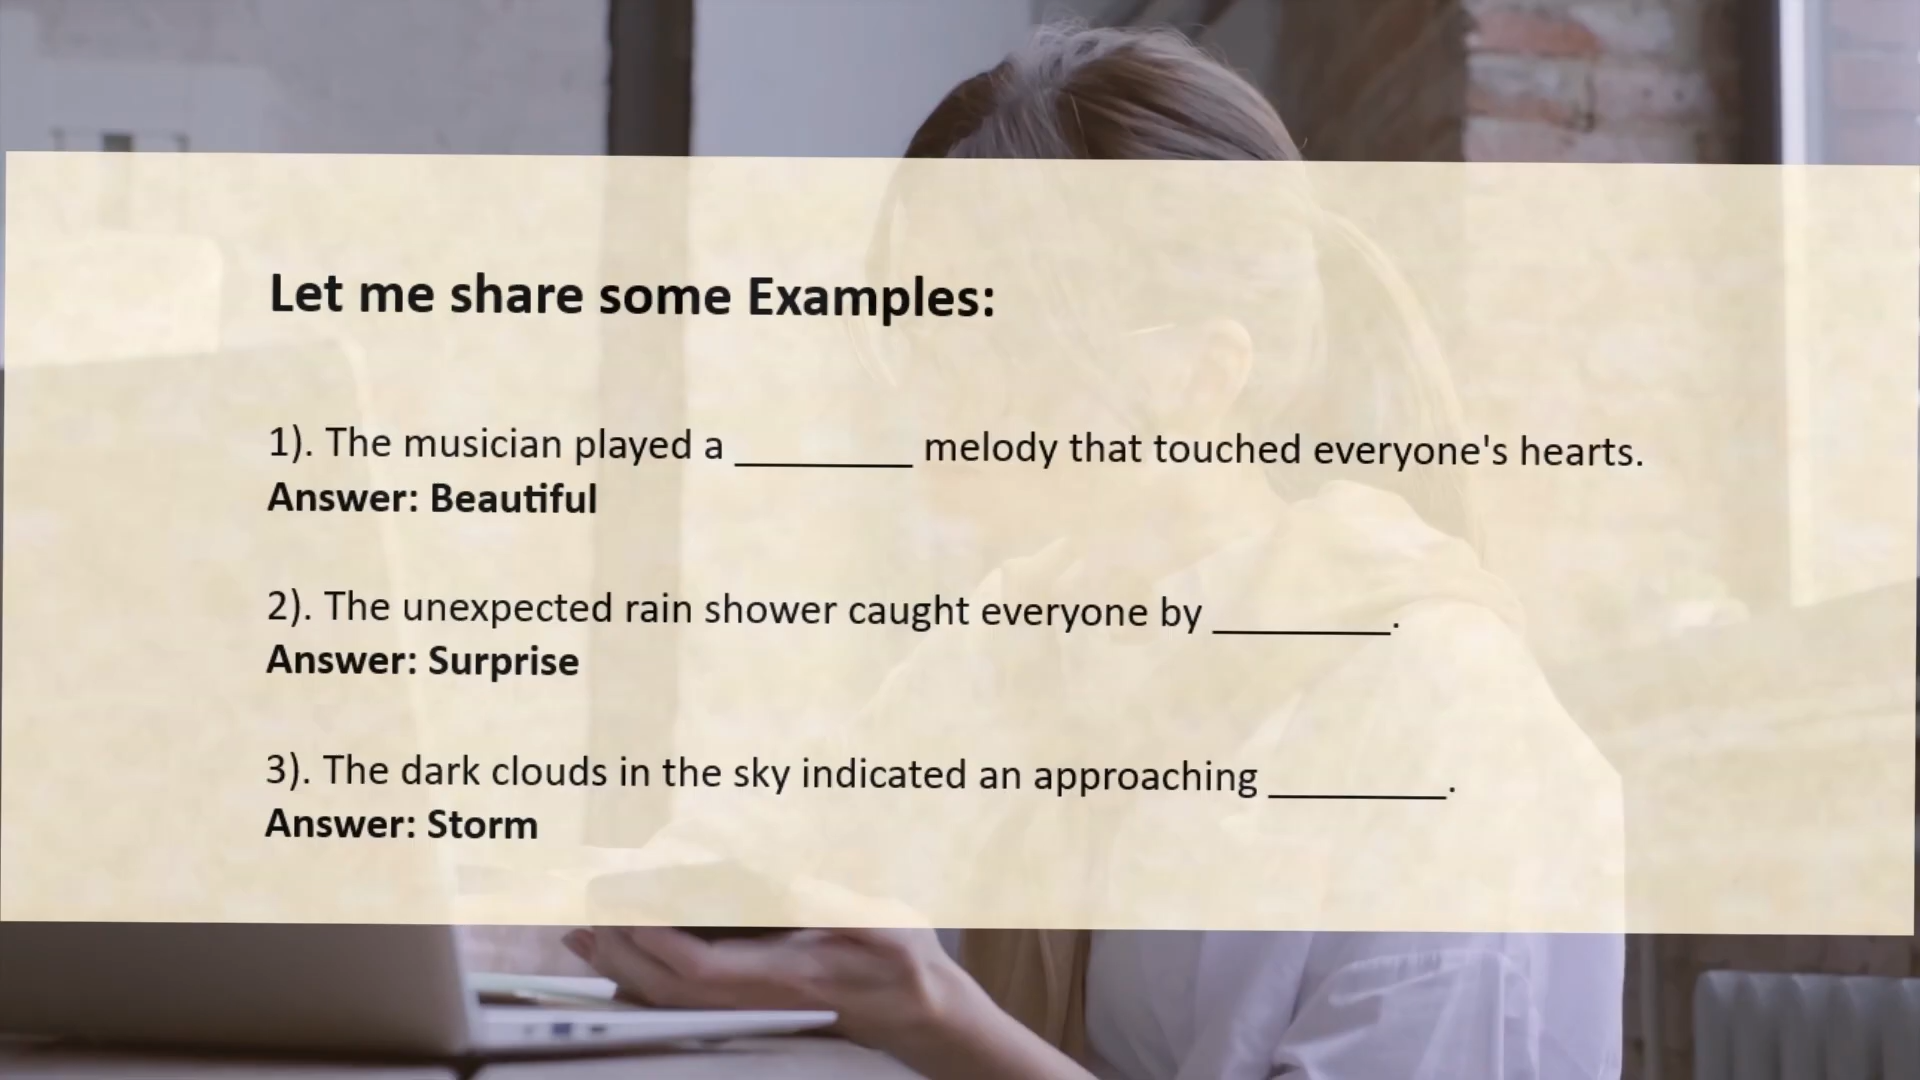 Let me share some Examples:
1). The musician played a ________ melody that touched everyone's hearts.
Answer: Beautiful
2). The unexpected rain shower caught everyone by ________.
Answer: Surprise
3). The dark clouds in the sky indicated an approaching ________.
Answer: Storm